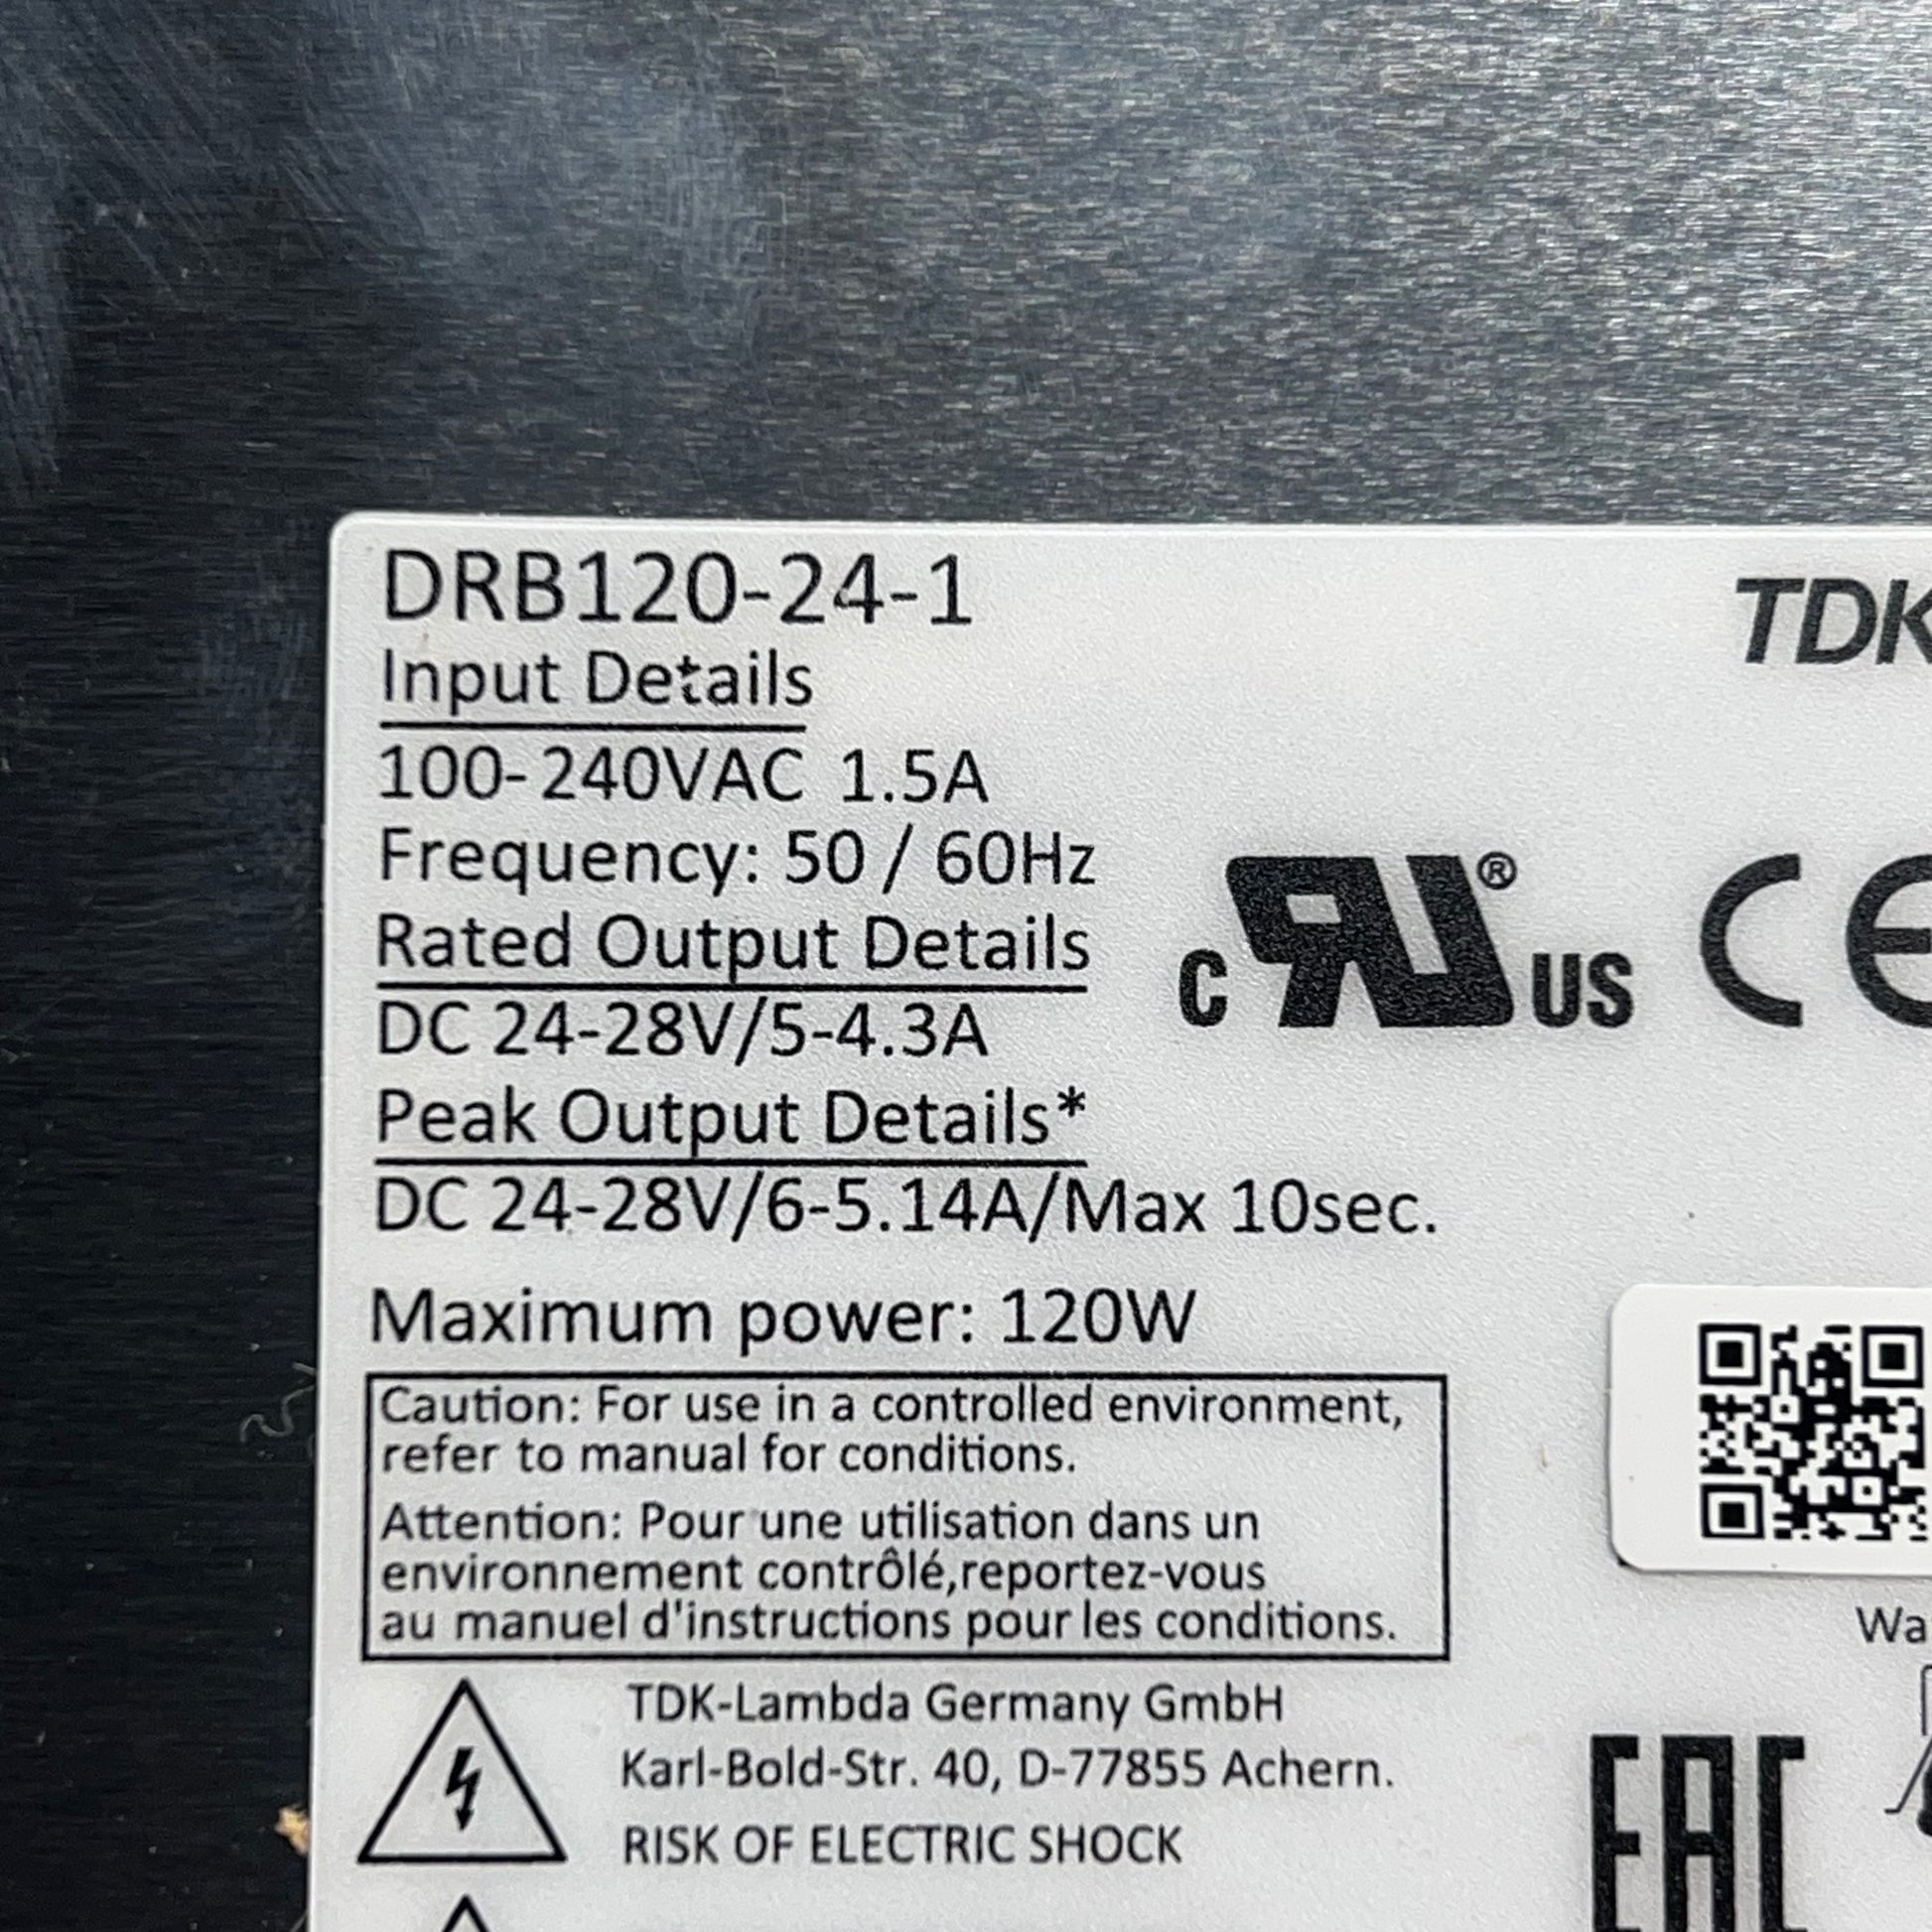 DRB120-24-1
TDK
Input Details
100-240VAC 1.5A
Frequency: 50 / 60Hz
Rated Output Details
DC 24-28V/5-4.3A
Peak Output Details*
DC 24-28V/6-5.14A/Max 10sec.
Maximum power: 120W
c RU ® US CE
Caution: For use in a controlled environment,
refer to manual for conditions.
Attention: Pour une utilisation dans un
environnement contrôlé,reportez-vous
au manuel d'instructions pour les conditions.
TDK-Lambda Germany GmbH
Karl-Bold-Str. 40, D-77855 Achern.
RISK OF ELECTRIC SHOCK
EAC